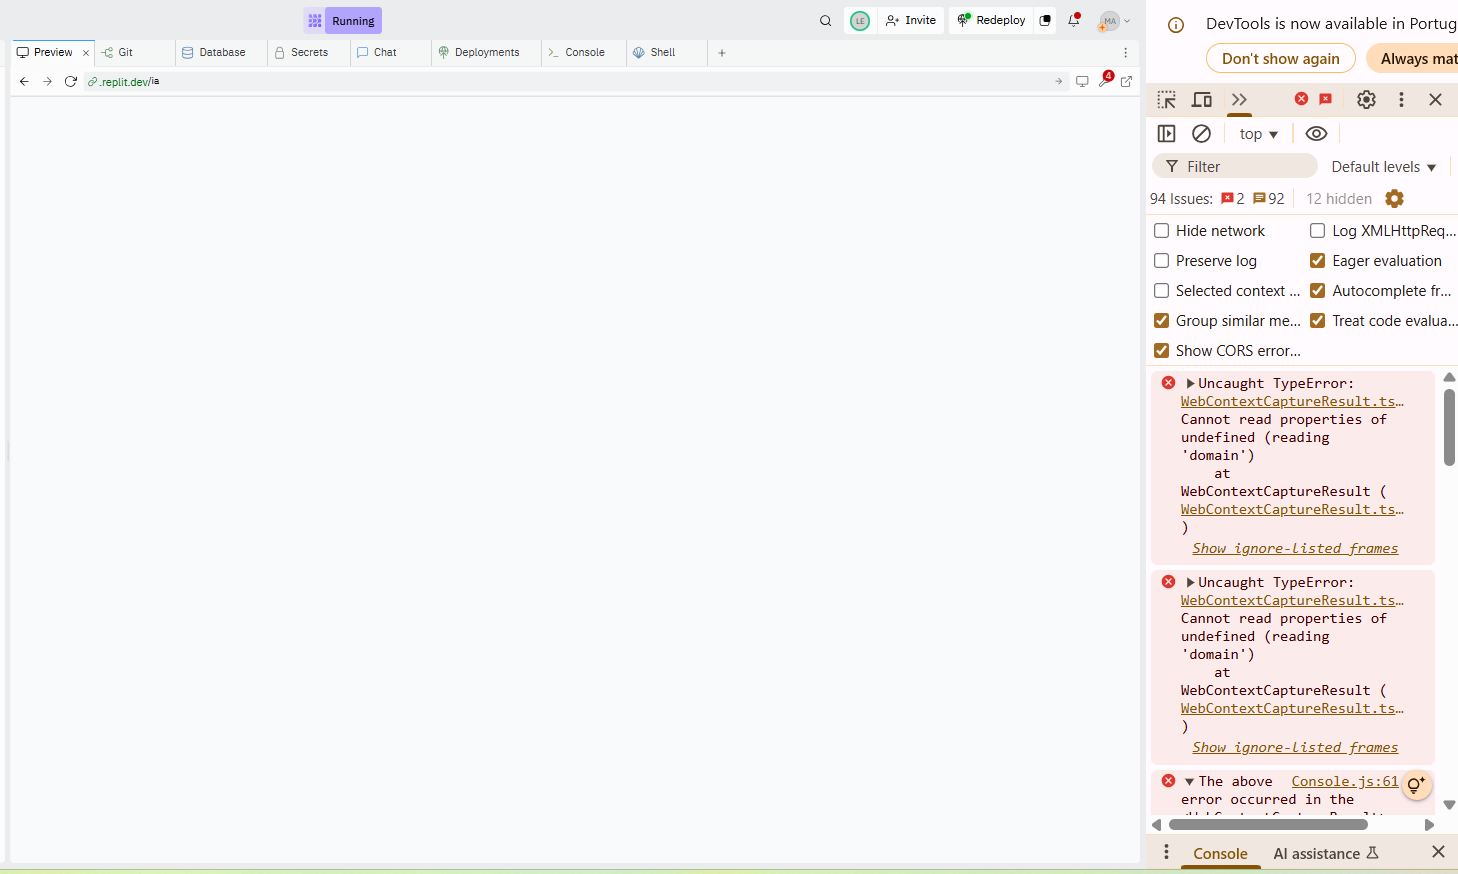 Running
LE
Invite
Redeploy
MA
Preview
Git
Database
Secrets
Chat
Deployments
Console
Shell
.replit.dev/ia
4
DevTools is now available in Portug
Don't show again
Always mat
top
Filter
Default levels
94 Issues: 2 92 12 hidden
Hide network
Log XMLHttpReq...
Preserve log
Eager evaluation
Selected context ...
Autocomplete fr...
Group similar me...
Treat code evalua...
Show CORS error...
Uncaught TypeError:
WebContextCaptureResult.ts…
Cannot read properties of
undefined (reading
'domain')
at
WebContextCaptureResult (
WebContextCaptureResult.ts…
)
Show ignore-listed frames
Uncaught TypeError:
WebContextCaptureResult.ts…
Cannot read properties of
undefined (reading
'domain')
at
WebContextCaptureResult (
WebContextCaptureResult.ts…
)
Show ignore-listed frames
The above Console.js:61
error occurred in the
Console
AI assistance